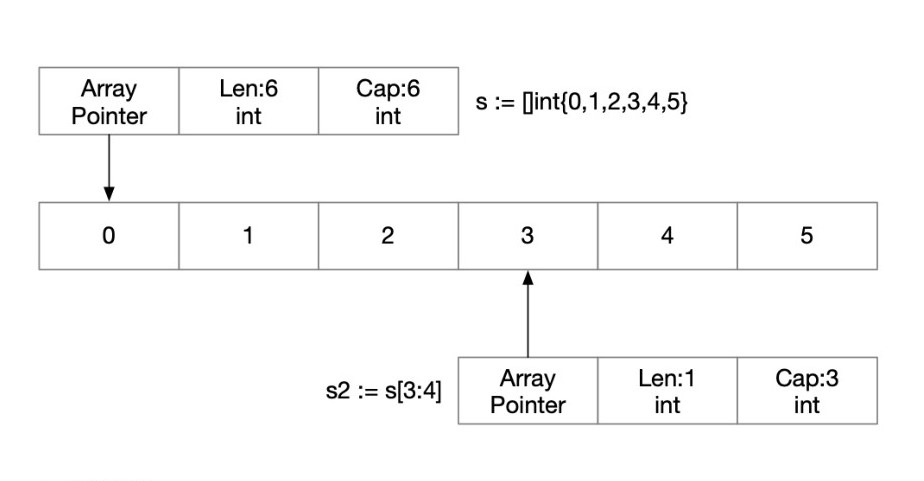 Array
Pointer
Len:6
int
Cap:6
int
s := []int{0,1,2,3,4,5}
0
1
2
3
4
5
s2 := s[3:4]
Array
Pointer
Len:1
int
Cap:3
int